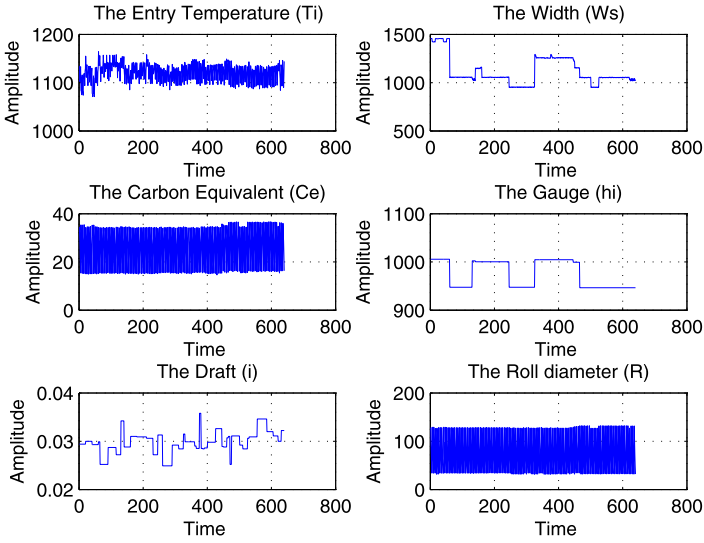 The Entry Temperature (Ti)
1200
1100
1000
Amplitude
0 200 400 600 800
Time
The Width (Ws)
1500
1000
500
Amplitude
0 200 400 600 800
Time
The Carbon Equivalent (Ce)
40
20
0
Amplitude
0 200 400 600 800
Time
The Gauge (hi)
1100
1000
900
Amplitude
0 200 400 600 800
Time
The Draft (i)
0.04
0.03
0.02
Amplitude
0 200 400 600 800
Time
The Roll diameter (R)
200
100
0
Amplitude
0 200 400 600 800
Time